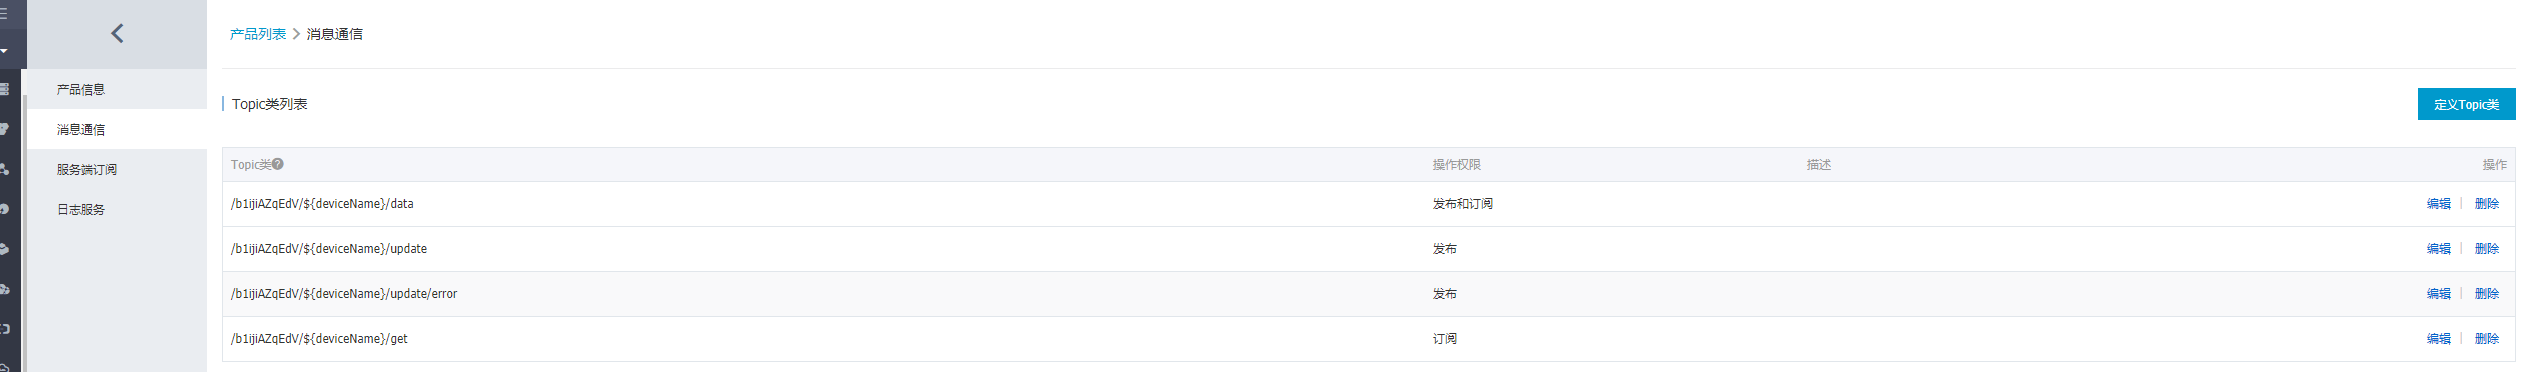 产品列表 > 消息通信
产品信息
消息通信
服务端订阅
日志服务
Topic类列表
定义Topic类
Topic类 操作权限 描述 操作
/b1ijiAZqEdV/${deviceName}/data 发布和订阅 编辑 | 删除
/b1ijiAZqEdV/${deviceName}/update 发布 编辑 | 删除
/b1ijiAZqEdV/${deviceName}/update/error 发布 编辑 | 删除
/b1ijiAZqEdV/${deviceName}/get 订阅 编辑 | 删除